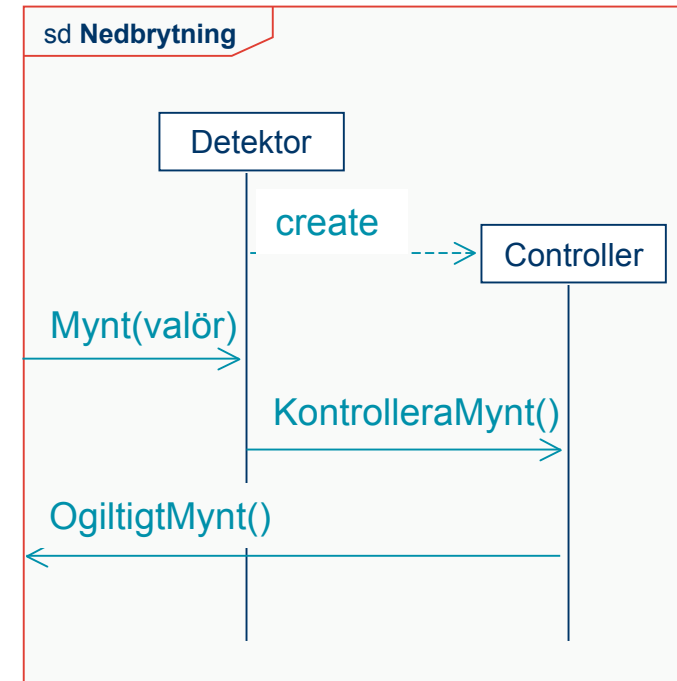 sd Nedbrytning
Detektor
create
Controller
Mynt(valör)
KontrolleraMynt()
OgiltigtMynt()